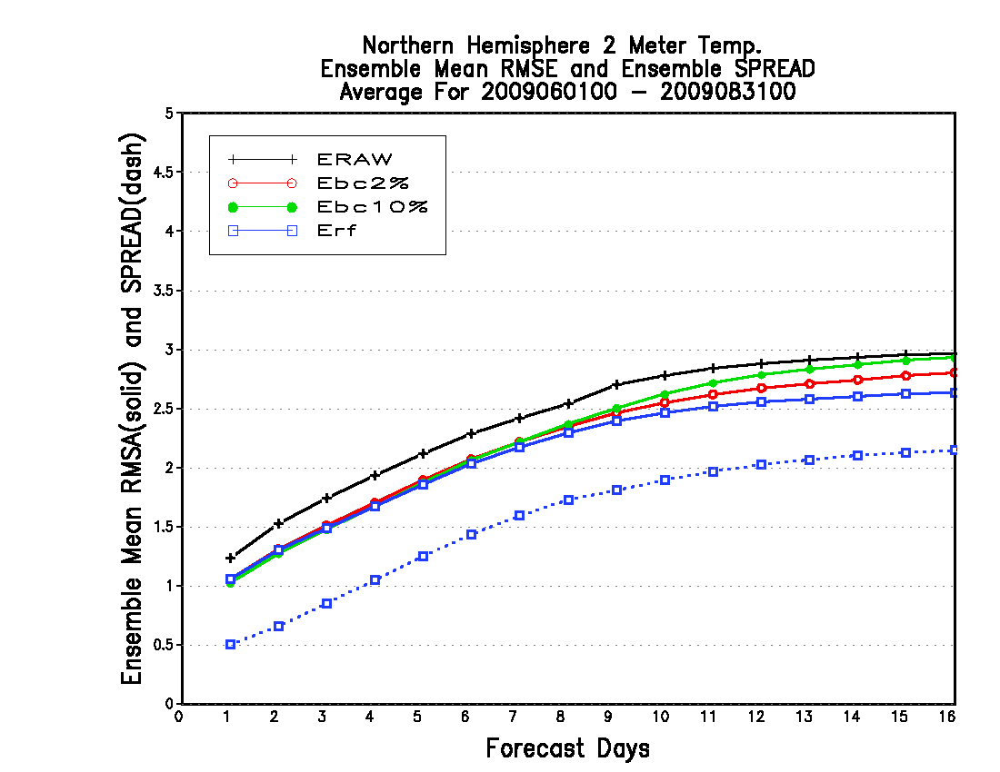 Northern Hemisphere 2 Meter Temp.
Ensemble Mean RMSE and Ensemble SPREAD
Average For 2009060100 – 2009083100
Ensemble Mean RMSA(solid) and SPREAD(dash)
5
4.5
4
3.5
3
2.5
2
1.5
1
0.5
0
ERAW
Ebc2%
Ebc10%
Erf
0 1 2 3 4 5 6 7 8 9 10 11 12 13 14 15 16
Forecast Days